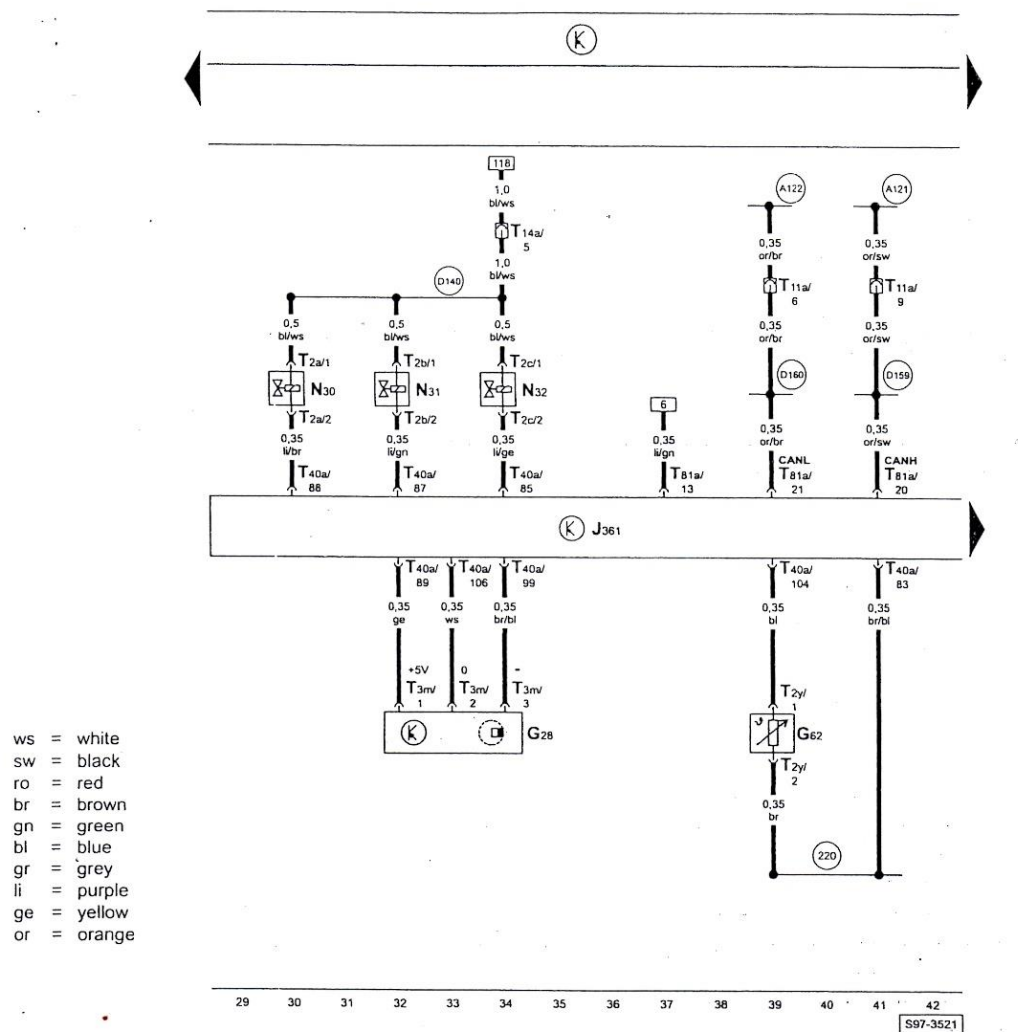 K
118
1,0
bl/ws
T14a/
5
1,0
bl/ws
A122
A121
0,35
or/br
0,35
or/sw
T11a/
6
T11a/
9
D140
0,5
bl/ws
0,5
bl/ws
0,5
bl/ws
0,35
or/br
0,35
or/sw
T2a/1
T2b/1
T2c/1
N30
N31
N32
D160
D159
T2a/2
T2b/2
T2c/2
6
0,35
li/br
0,35
li/gn
0,35
li/ge
0,35
li/gn
0,35
or/br
0,35
or/sw
CANL
CANH
T40a/
88
T40a/
87
T40a/
85
T81a/
13
T81a/
21
T81a/
20
K J361
T40a/
89
T40a/
106
T40a/
99
T40a/
104
T40a/
83
0,35
ge
0,35
ws
0,35
br/bl
0,35
bl
0,35
br/bl
+5V
0
-
T3m/
1
T3m/
2
T3m/
3
K
G28
T2y/
1
G62
T2y/
2
0,35
br
220
ws = white
sw = black
ro = red
br = brown
gn = green
bl = blue
gr = grey
li = purple
ge = yellow
or = orange
29 30 31 32 33 34 35 36 37 38 39 40 41 42
S97-3521